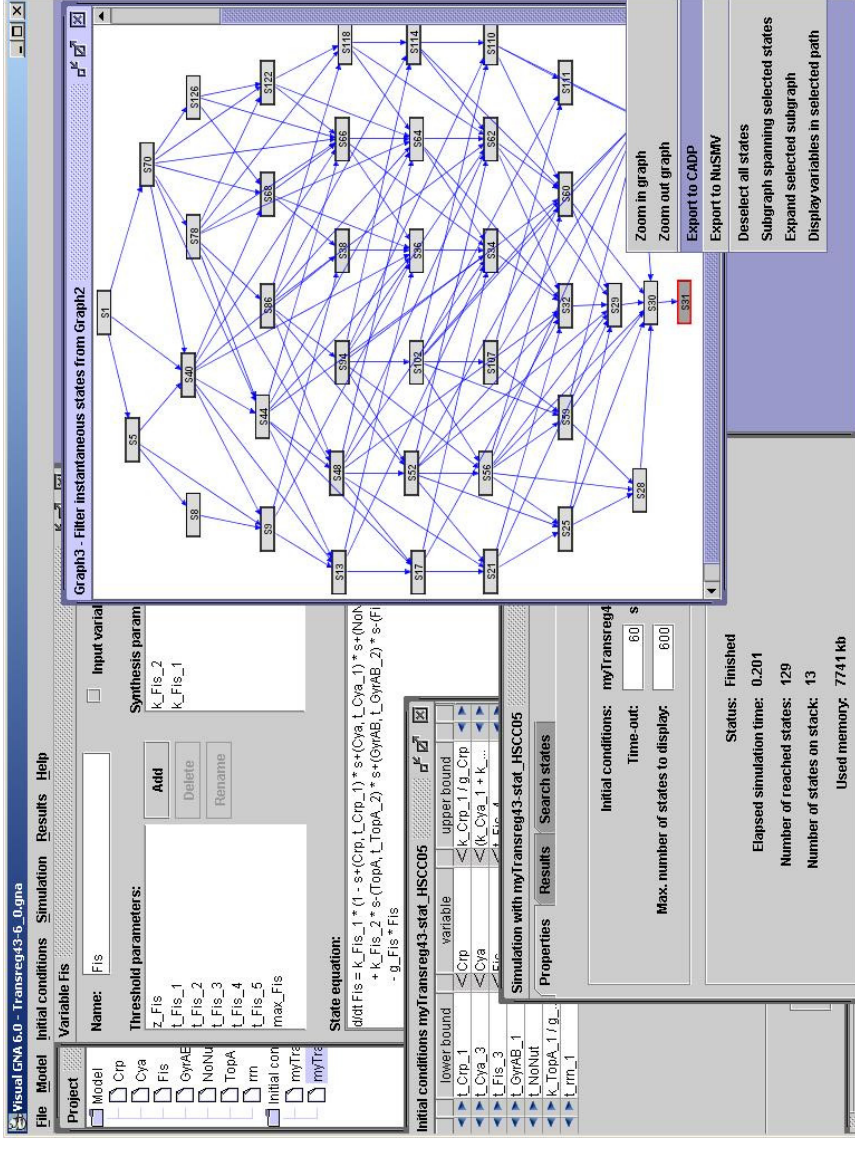 Visual GNA 6.0 - Transreg43-6_0.gna
File Model Initial conditions Simulation Results Help
Project
Model
Crp
Cya
Fis
GyrAE
NoNu
TopA
rrn
Initial con
myTra
myTra
Variable Fis
Name: Fis
Input varial
Threshold parameters:
z_Fis
t_Fis_1
t_Fis_2
t_Fis_3
t_Fis_4
t_Fis_5
max_Fis
Add
Delete
Rename
Synthesis param
k_Fis_2
k_Fis_1
State equation:
d/dt Fis = k_Fis_1 * (1 - s+(Crp, t_Crp_1) * s+(Cya, t_Cya_1) * s+(NoN
+ k_Fis_2 * s-(TopA, t_TopA_2) * s+(GyrAB, t_GyrAB_2) * s-(Fi
- g_Fis * Fis
Initial conditions myTransreg43-stat_HSCC05
lower bound variable upper bound
t_Crp_1 < Crp < k_Crp_1 / g_Crp
t_Cya_3 < Cya < (k_Cya_1 + k_...
t_Fis_3 < Fis < t_Fis_4
t_GyrAB_1
t_NoNut
k_TopA_1 / g_...
t_rrn_1
Simulation with myTransreg43-stat_HSCC05
Properties Results Search states
Initial conditions: myTransreg4
Time-out: 60 s
Max. number of states to display: 600
Status: Finished
Elapsed simulation time: 0.201
Number of reached states: 129
Number of states on stack: 13
Used memory: 7741 kb
Graph3 - Filter instantaneous states from Graph2
S1
S5 S70
S8 S40 S78 S126
S9 S44 S86 S68 S122
S13 S48 S94 S38 S66 S118
S17 S52 S102 S36 S64 S114
S21 S56 S107 S34 S62 S110
S25 S59 S32 S60 S111
S29
S28 S30
S31
Zoom in graph
Zoom out graph
Export to CADP
Export to NuSMV
Deselect all states
Subgraph spanning selected states
Expand selected subgraph
Display variables in selected path